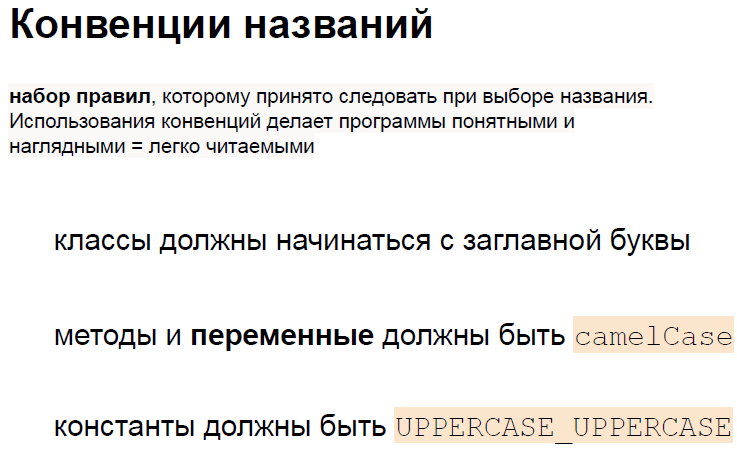 Конвенции названий
набор правил, которому принято следовать при выборе названия.
Использования конвенций делает программы понятными и
наглядными = легко читаемыми
классы должны начинаться с заглавной буквы
методы и переменные должны быть camelCase
константы должны быть UPPERCASE_UPPERCASE